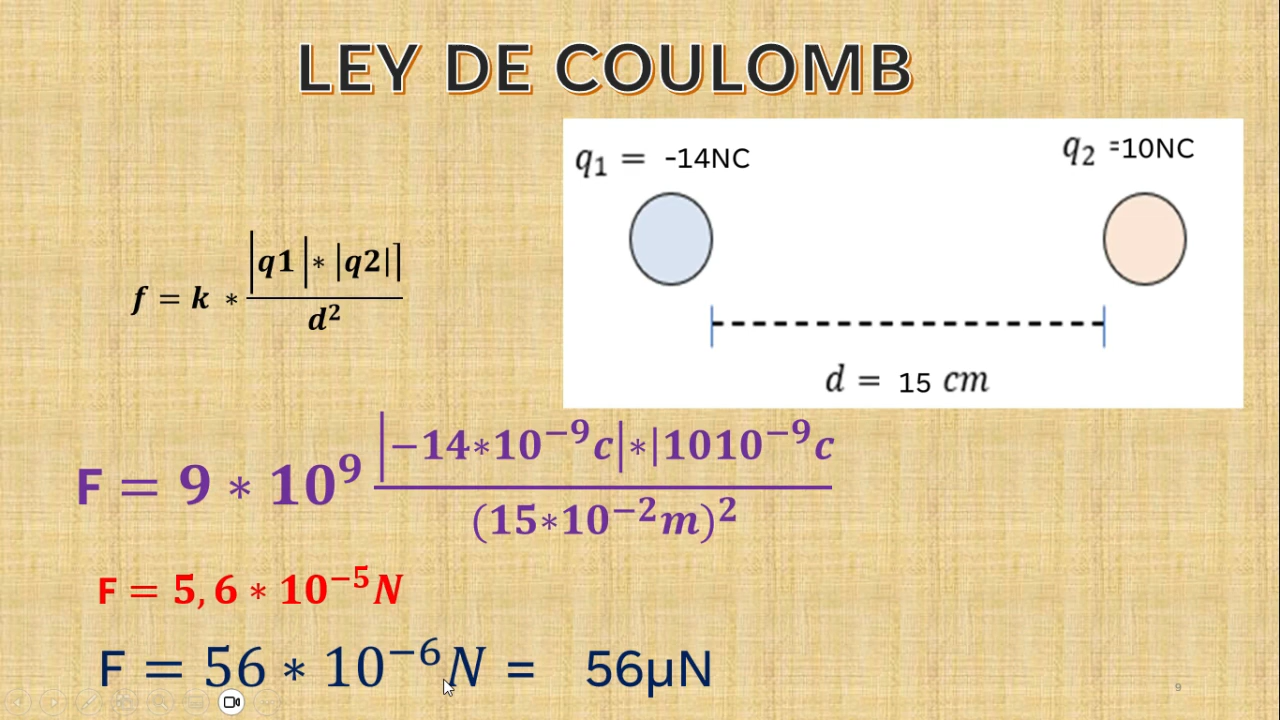 LEY DE COULOMB
q₁ = -14NC
q₂ =10NC
f = k * |q1 |* |q2|] / d²
d = 15 cm
F = 9 * 10⁹ |−14*10⁻⁹c|*|1010⁻⁹c / (15*10⁻²m)²
F = 5,6 * 10⁻⁵N
F = 56 * 10⁻⁶N = 56µN
9